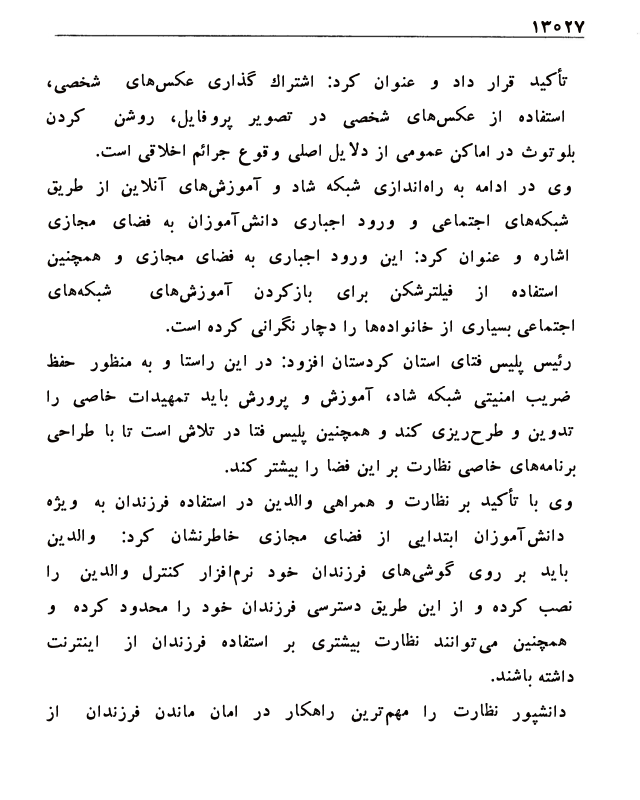 ۱۳۰۲۷
تأکید قرار داد و عنوان کرد: اشتراك گذاری عکس‌های شخصی،
استفاده از عکس‌های شخصی در تصویر پروفایل، روشن کردن
بلوتوث در اماکن عمومی از دلایل اصلی وقوع جرائم اخلاقی است.
وی در ادامه به راه‌اندازی شبکه شاد و آموزش‌های آنلاین از طریق
شبکه‌های اجتماعی و ورود اجباری دانش‌آموزان به فضای مجازی
اشاره و عنوان کرد: این ورود اجباری به فضای مجازی و همچنین
استفاده از فیلترشکن برای بازکردن آموزش‌های شبکه‌های
اجتماعی بسیاری از خانواده‌ها را دچار نگرانی کرده است.
رئیس پلیس فتای استان کردستان افزود: در این راستا و به منظور حفظ
ضریب امنیتی شبکه شاد، آموزش و پرورش باید تمهیدات خاصی را
تدوین و طرح‌ریزی کند و همچنین پلیس فتا در تلاش است تا با طراحی
برنامه‌های خاصی نظارت بر این فضا را بیشتر کند.
وی با تأکید بر نظارت و همراهی والدین در استفاده فرزندان به ویژه
دانش‌آموزان ابتدایی از فضای مجازی خاطرنشان کرد: والدین
باید بر روی گوشی‌های فرزندان خود نرم‌افزار کنترل والدین را
نصب کرده و از این طریق دسترسی فرزندان خود را محدود کرده و
همچنین می‌توانند نظارت بیشتری بر استفاده فرزندان از اینترنت
داشته باشند.
دانشپور نظارت را مهم‌ترین راهکار در امان ماندن فرزندان از